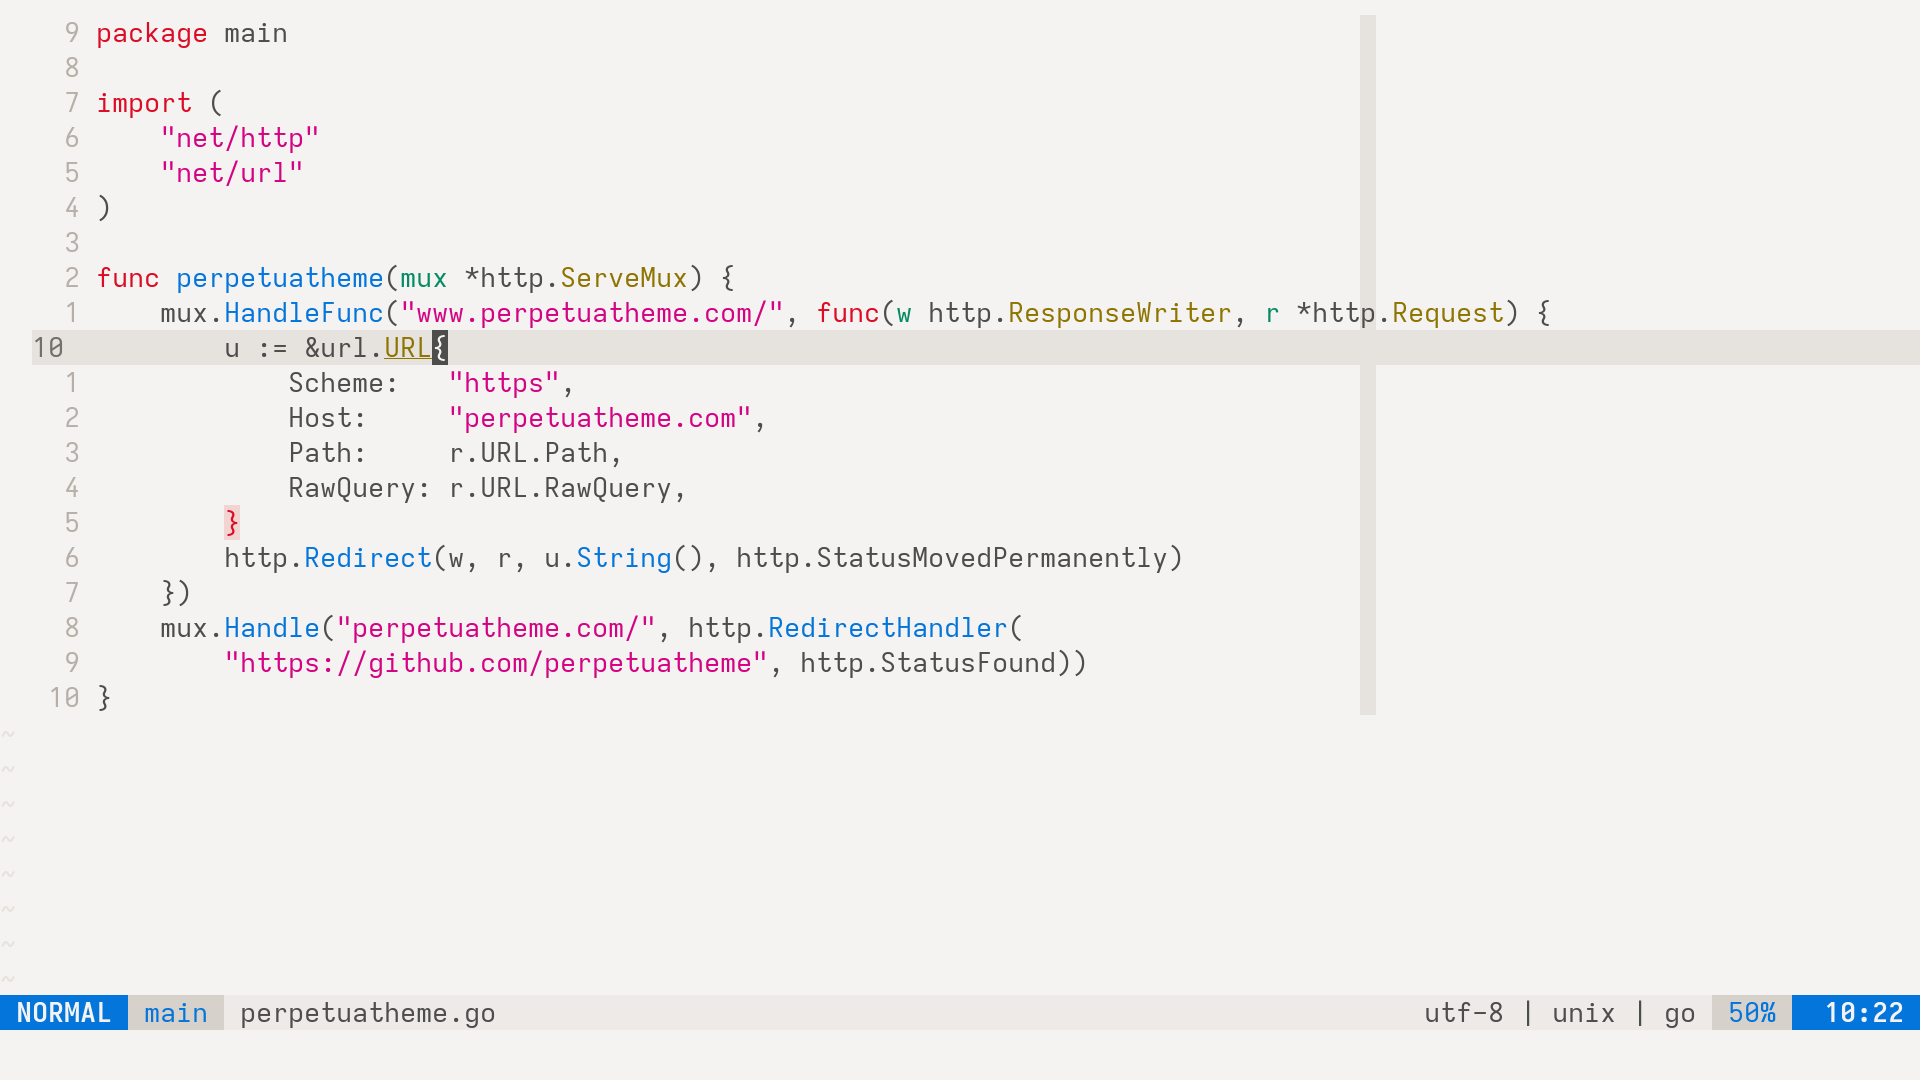 9 package main
8
7 import (
6     "net/http"
5     "net/url"
4 )
3
2 func perpetuatheme(mux *http.ServeMux) {
1     mux.HandleFunc("www.perpetuatheme.com/", func(w http.ResponseWriter, r *http.Request) {
10         u := &url.URL{
1             Scheme:   "https",
2             Host:     "perpetuatheme.com",
3             Path:     r.URL.Path,
4             RawQuery: r.URL.RawQuery,
5         }
6         http.Redirect(w, r, u.String(), http.StatusMovedPermanently)
7     })
8     mux.Handle("perpetuatheme.com/", http.RedirectHandler(
9         "https://github.com/perpetuatheme", http.StatusFound))
10 }
~
~
~
~
~
~
~
~
NORMAL main perpetuatheme.go utf-8 | unix | go 50% 10:22